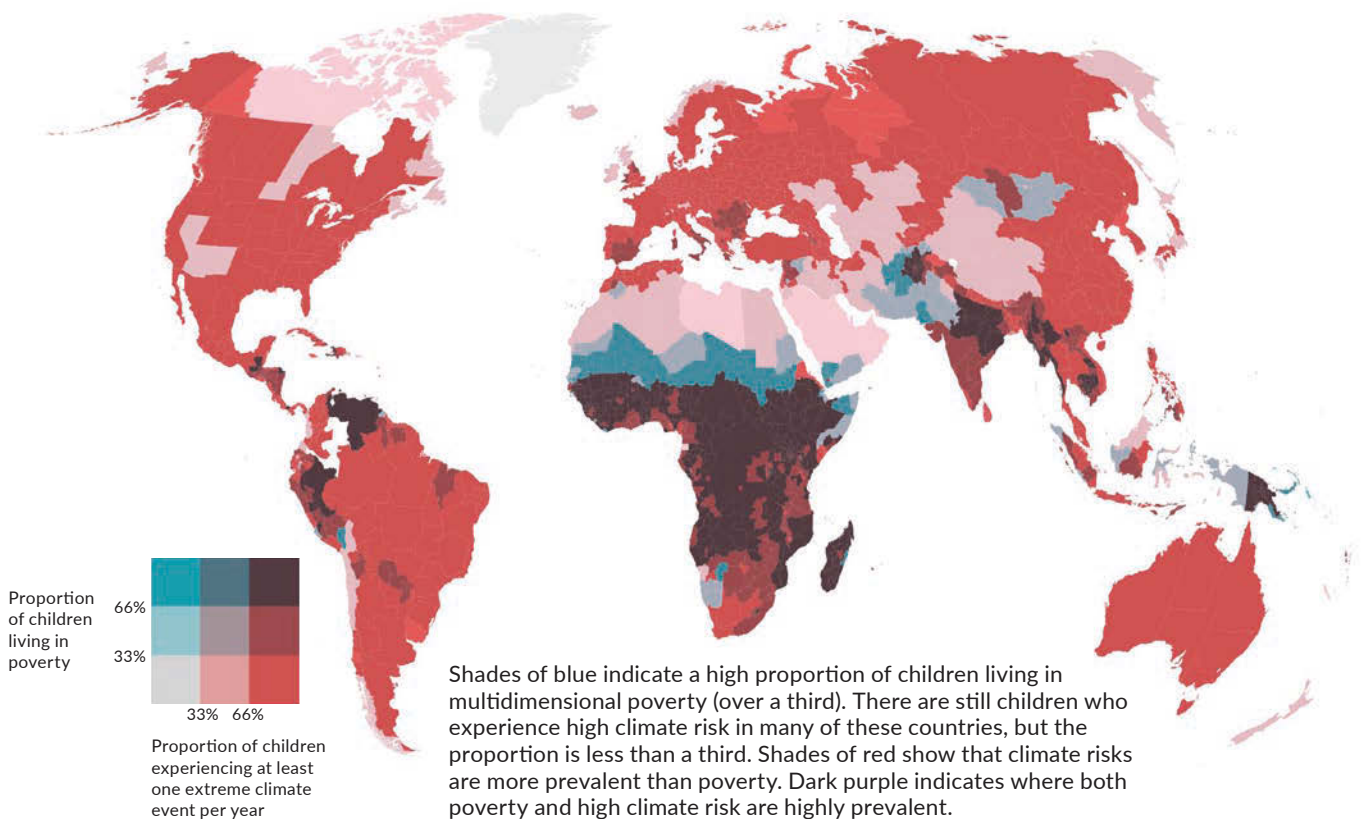 Proportion
of children
living in
poverty
66%
33%
33% 66%
Proportion of children
experiencing at least
one extreme climate
event per year
Shades of blue indicate a high proportion of children living in
multidimensional poverty (over a third). There are still children who
experience high climate risk in many of these countries, but the
proportion is less than a third. Shades of red show that climate risks
are more prevalent than poverty. Dark purple indicates where both
poverty and high climate risk are highly prevalent.